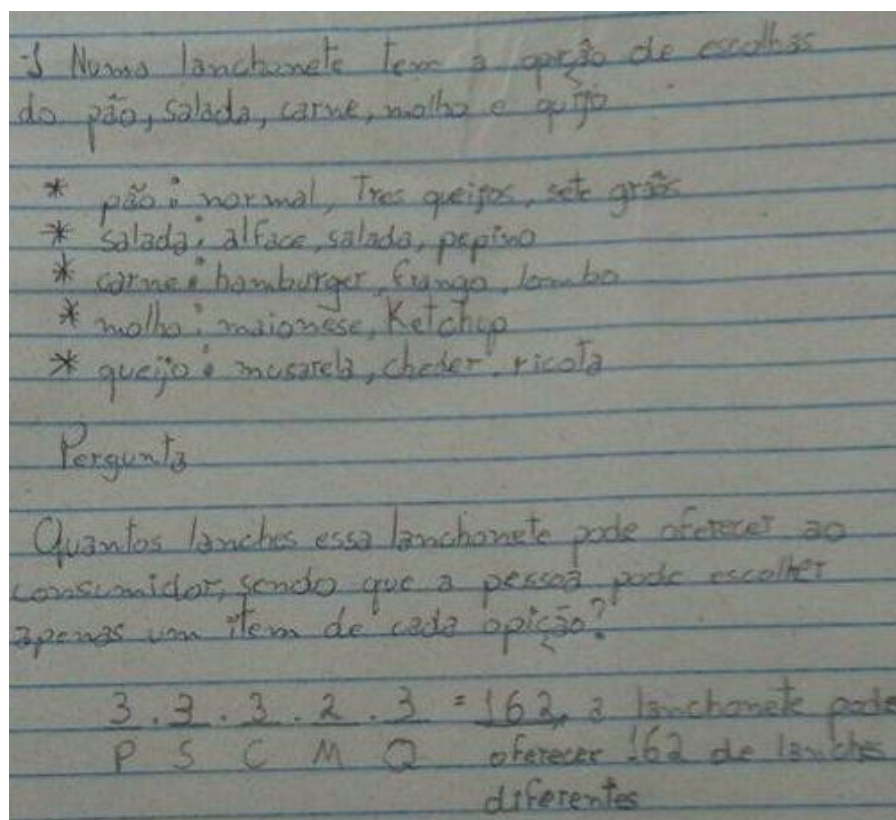 -1 Numa lanchonete tem a opção de escolhas
do pão, salada, carne, molho e quijo
* pão: normal, Tres queijos, sete grãos
* salada: alface, salada, pepino
* carne: hamburger, frango, lombo
* molho: maionese, Ketchup
* queijo: musarela, cheder, ricota
Pergunta
Quantos lanches essa lanchonete pode oferecer ao
consumidor, sendo que a pessoa pode escolher
apenas um item de cada opição?
3 . 3 . 3 . 2 . 3 = 162, a lanchonete pode
P S C M Q oferecer 162 de lanches
diferentes